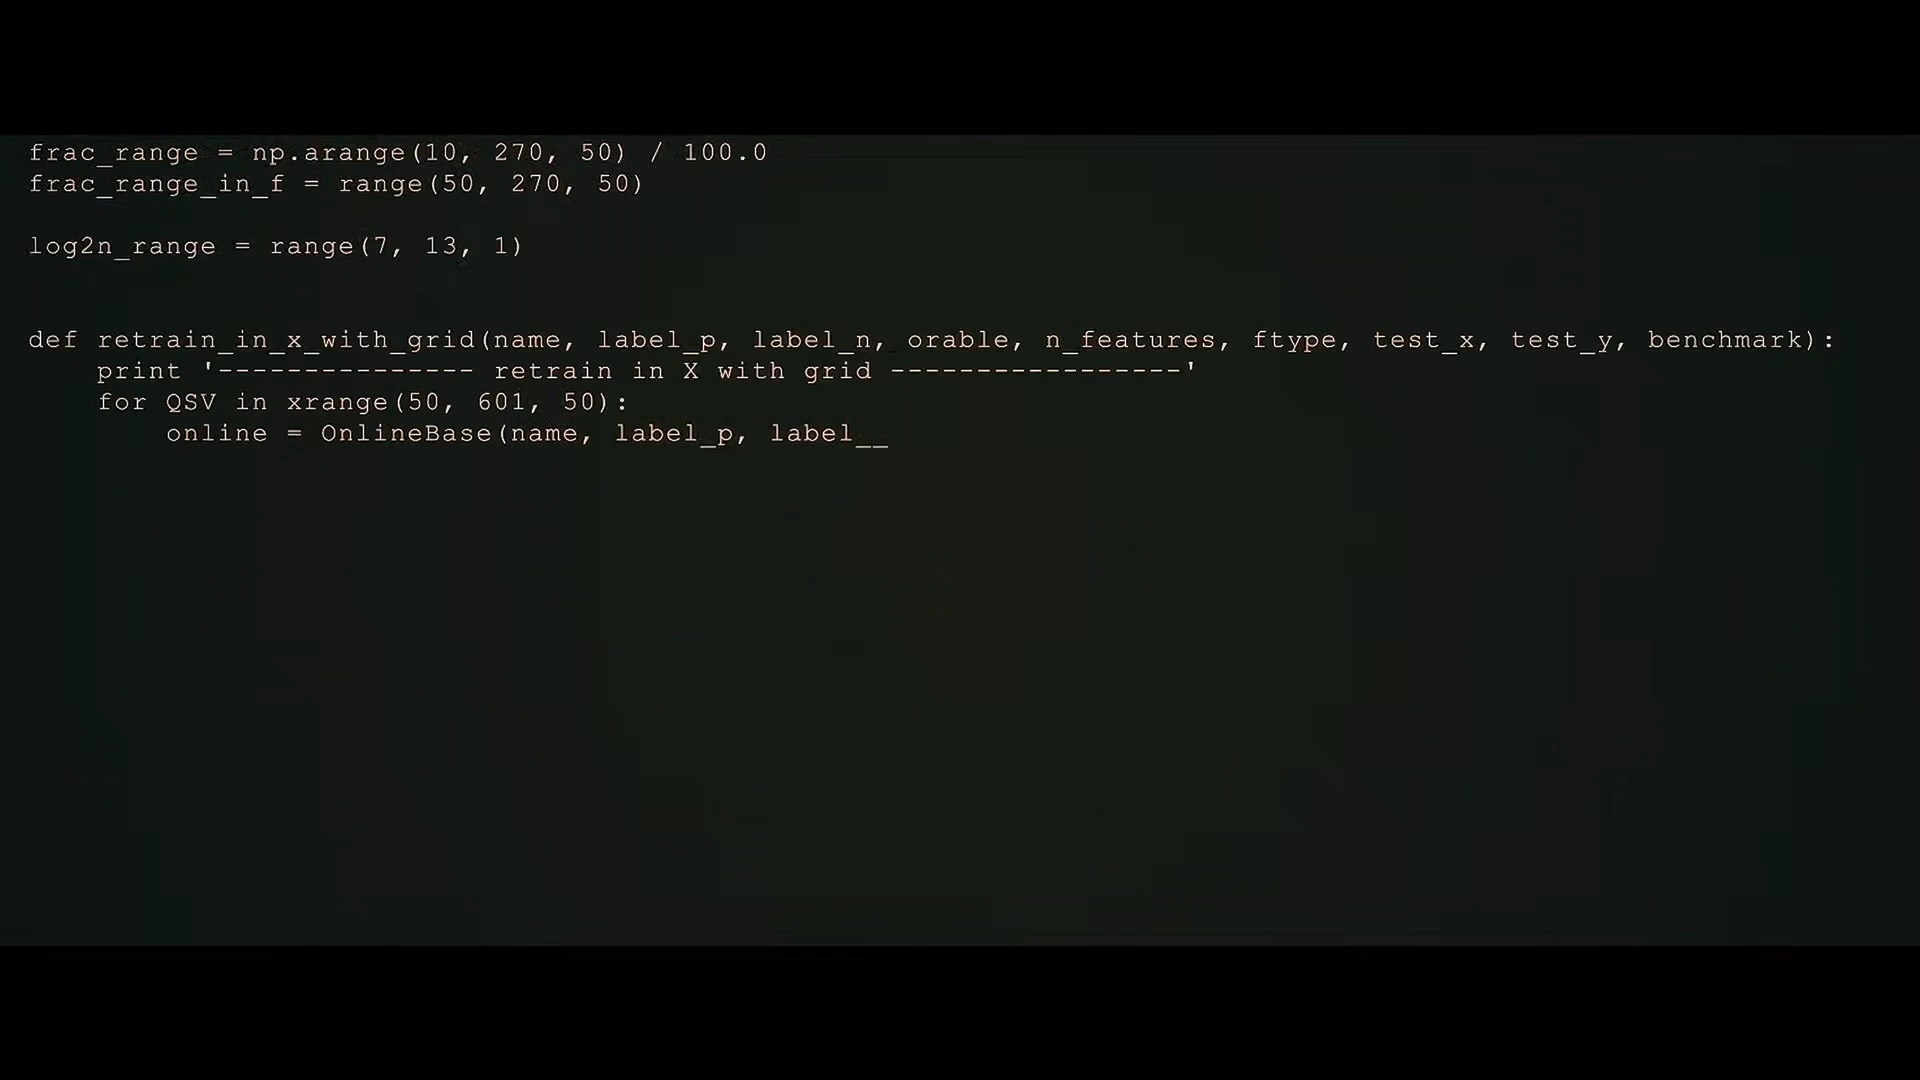 frac_range = np.arange(10, 270, 50) / 100.0
frac_range_in_f = range(50, 270, 50)
log2n_range = range(7, 13, 1)
def retrain_in_x_with_grid(name, label_p, label_n, orable, n_features, ftype, test_x, test_y, benchmark):
print '--------------- retrain in X with grid -----------------'
for QSV in xrange(50, 601, 50):
online = OnlineBase(name, label_p, label__